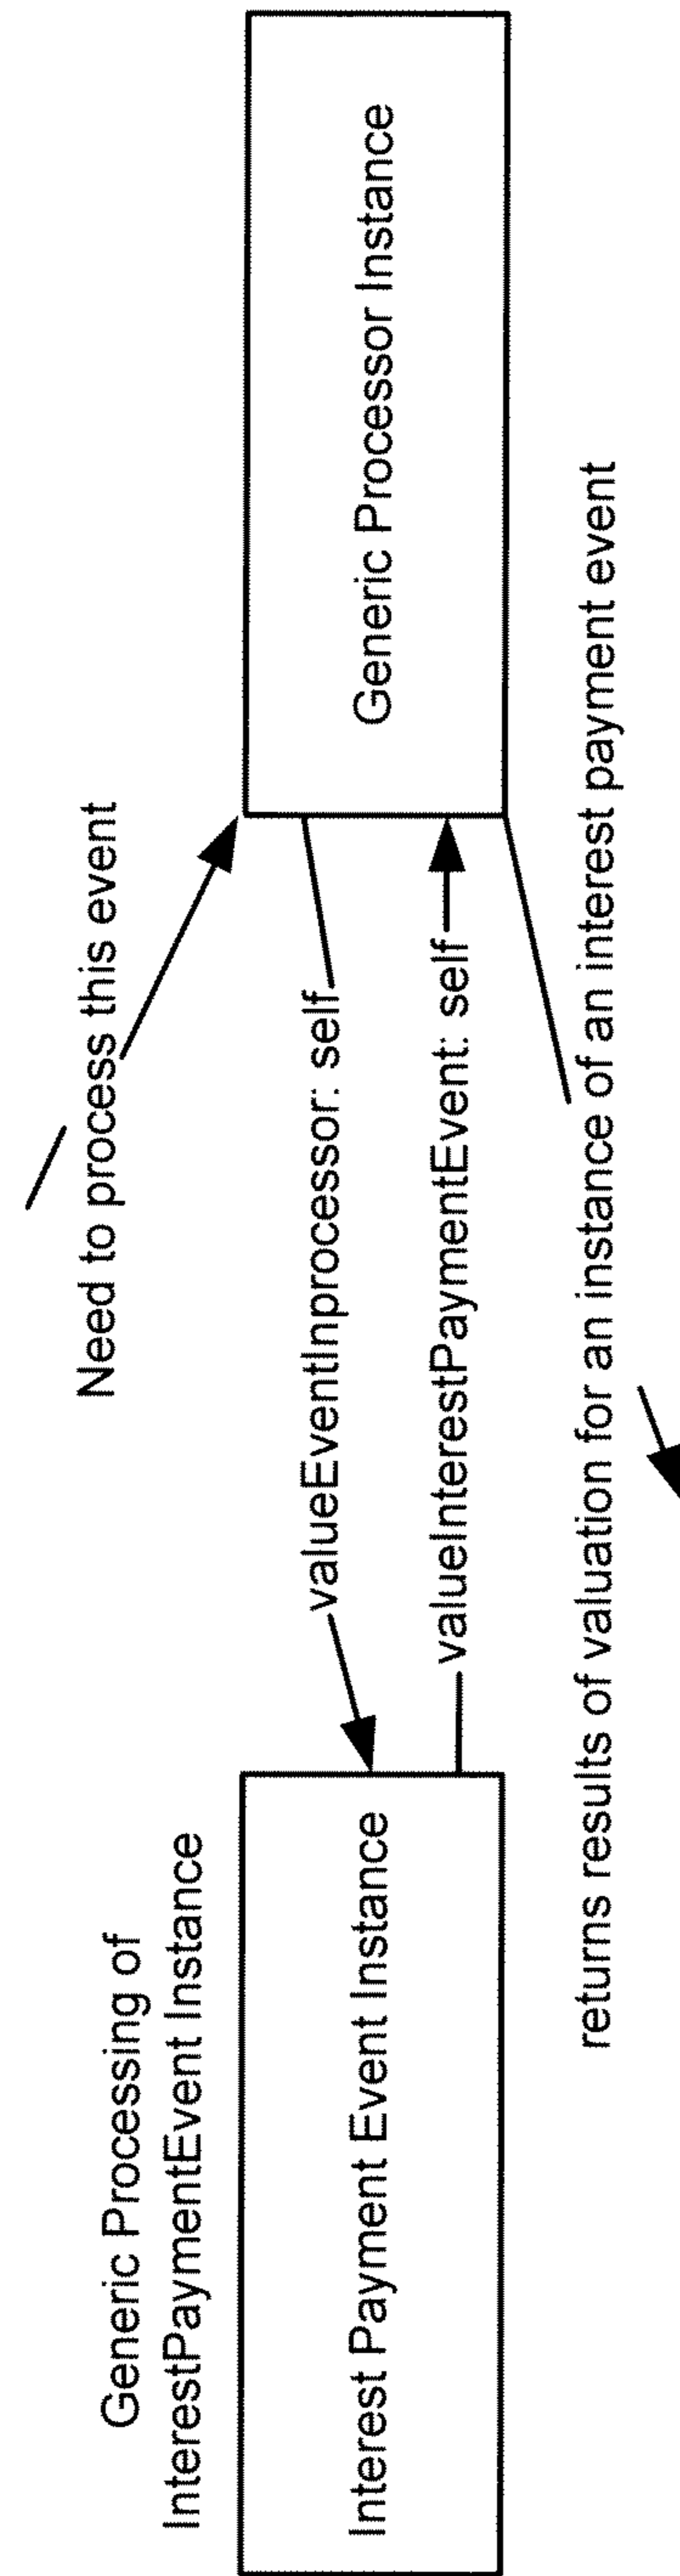 Generic Processing of
InterestPaymentEvent Instance
Need to process this event
Interest Payment Event Instance
valueEventInprocessor: self
valueInterestPaymentEvent: self
Generic Processor Instance
returns results of valuation for an instance of an interest payment event